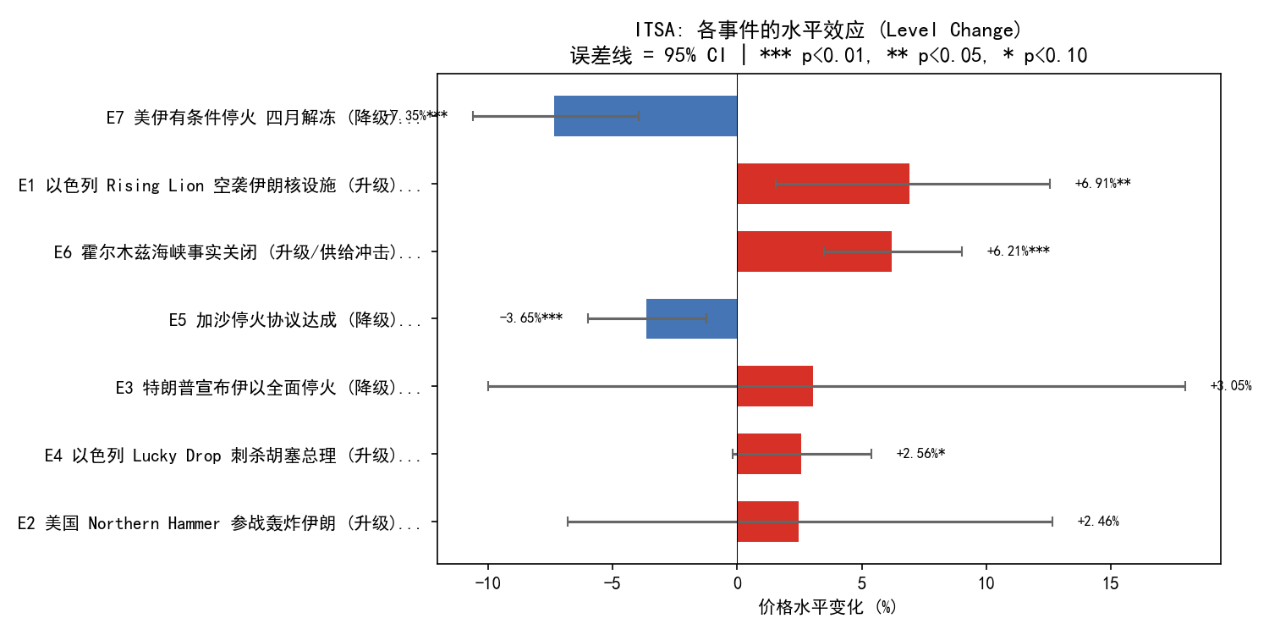 ITSA: 各事件的水平效应 (Level Change)
误差线 = 95% CI | *** p<0.01, ** p<0.05, * p<0.10
E7 美伊有条件停火 四月解冻 (降级)...
-7.35%***
E1 以色列 Rising Lion 空袭伊朗核设施 (升级)...
+6.91%**
E6 霍尔木兹海峡事实关闭 (升级/供给冲击)...
+6.21%***
E5 加沙停火协议达成 (降级)...
-3.65%***
E3 特朗普宣布伊以全面停火 (降级)...
+3.05%
E4 以色列 Lucky Drop 刺杀胡塞总理 (升级)...
+2.56%*
E2 美国 Northern Hammer 参战轰炸伊朗 (升级)...
+2.46%
-10 -5 0 5 10 15
价格水平变化 (%)